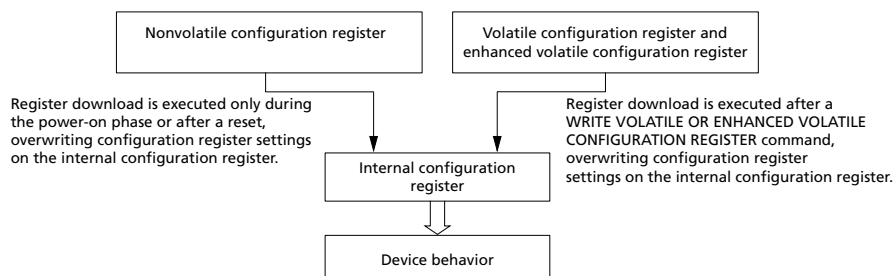 Nonvolatile configuration register
Volatile configuration register and
enhanced volatile configuration register
Register download is executed only during
the power-on phase or after a reset,
overwriting configuration register settings
on the internal configuration register.
Register download is executed after a
WRITE VOLATILE OR ENHANCED VOLATILE
CONFIGURATION REGISTER command,
overwriting configuration register
settings on the internal configuration register.
Internal configuration
register
Device behavior